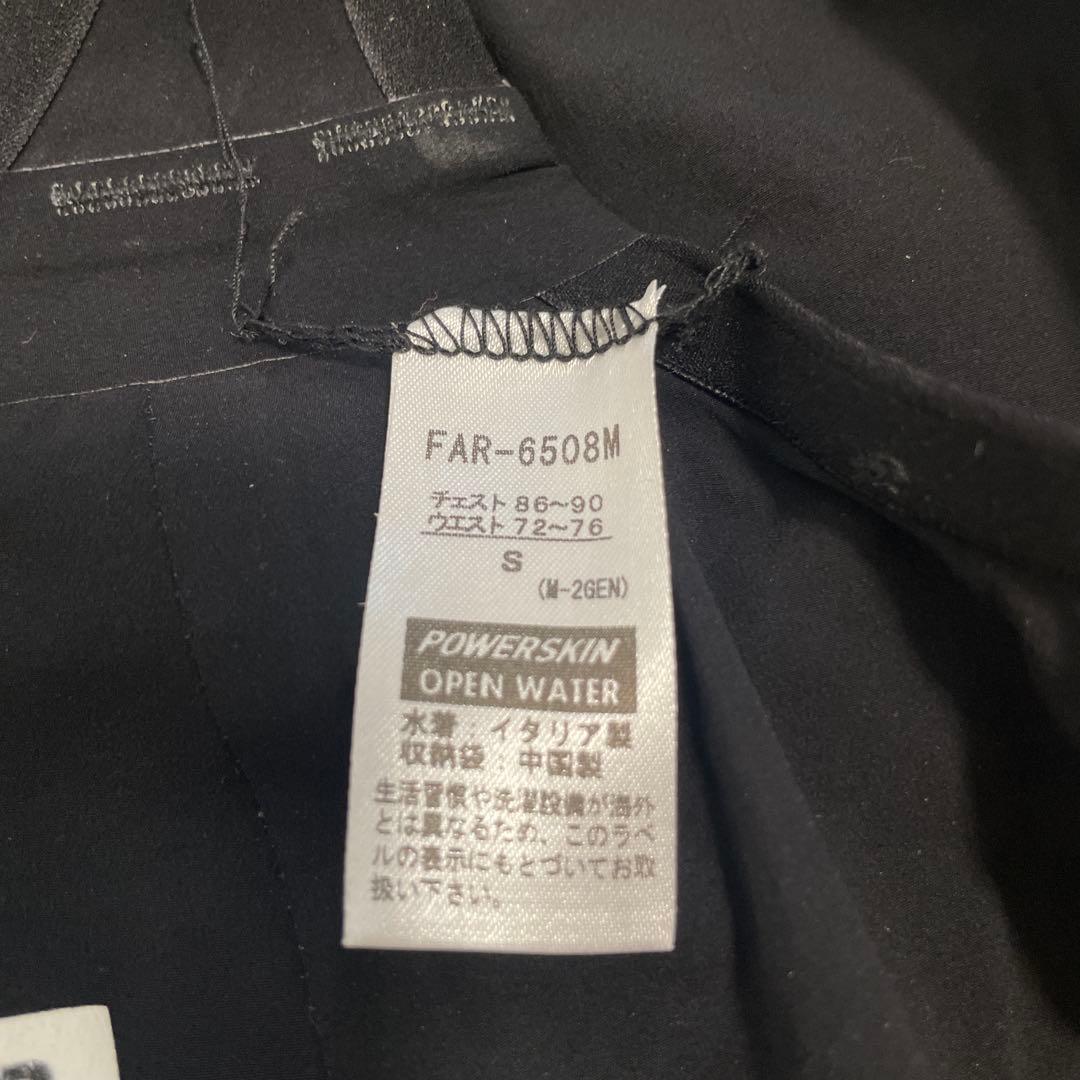 FAR-6508M
チェスト 86〜90
ウエスト 72〜76
S
(M-2GEN)
POWERSKIN
OPEN WATER
水着：イタリア製
収納袋：中国製
生活習慣や洗濯設備が海外
とは異なるため、このラベ
ルの表示にもとづいてお取
扱い下さい。